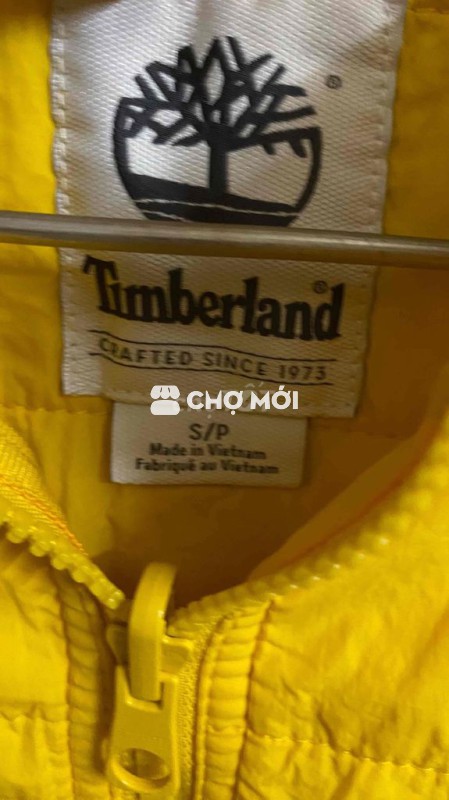 ®
Timberland®
CRAFTED SINCE 1973
CHỢ MỚI
S/P
Made in Vietnam
Fabriqué au Vietnam